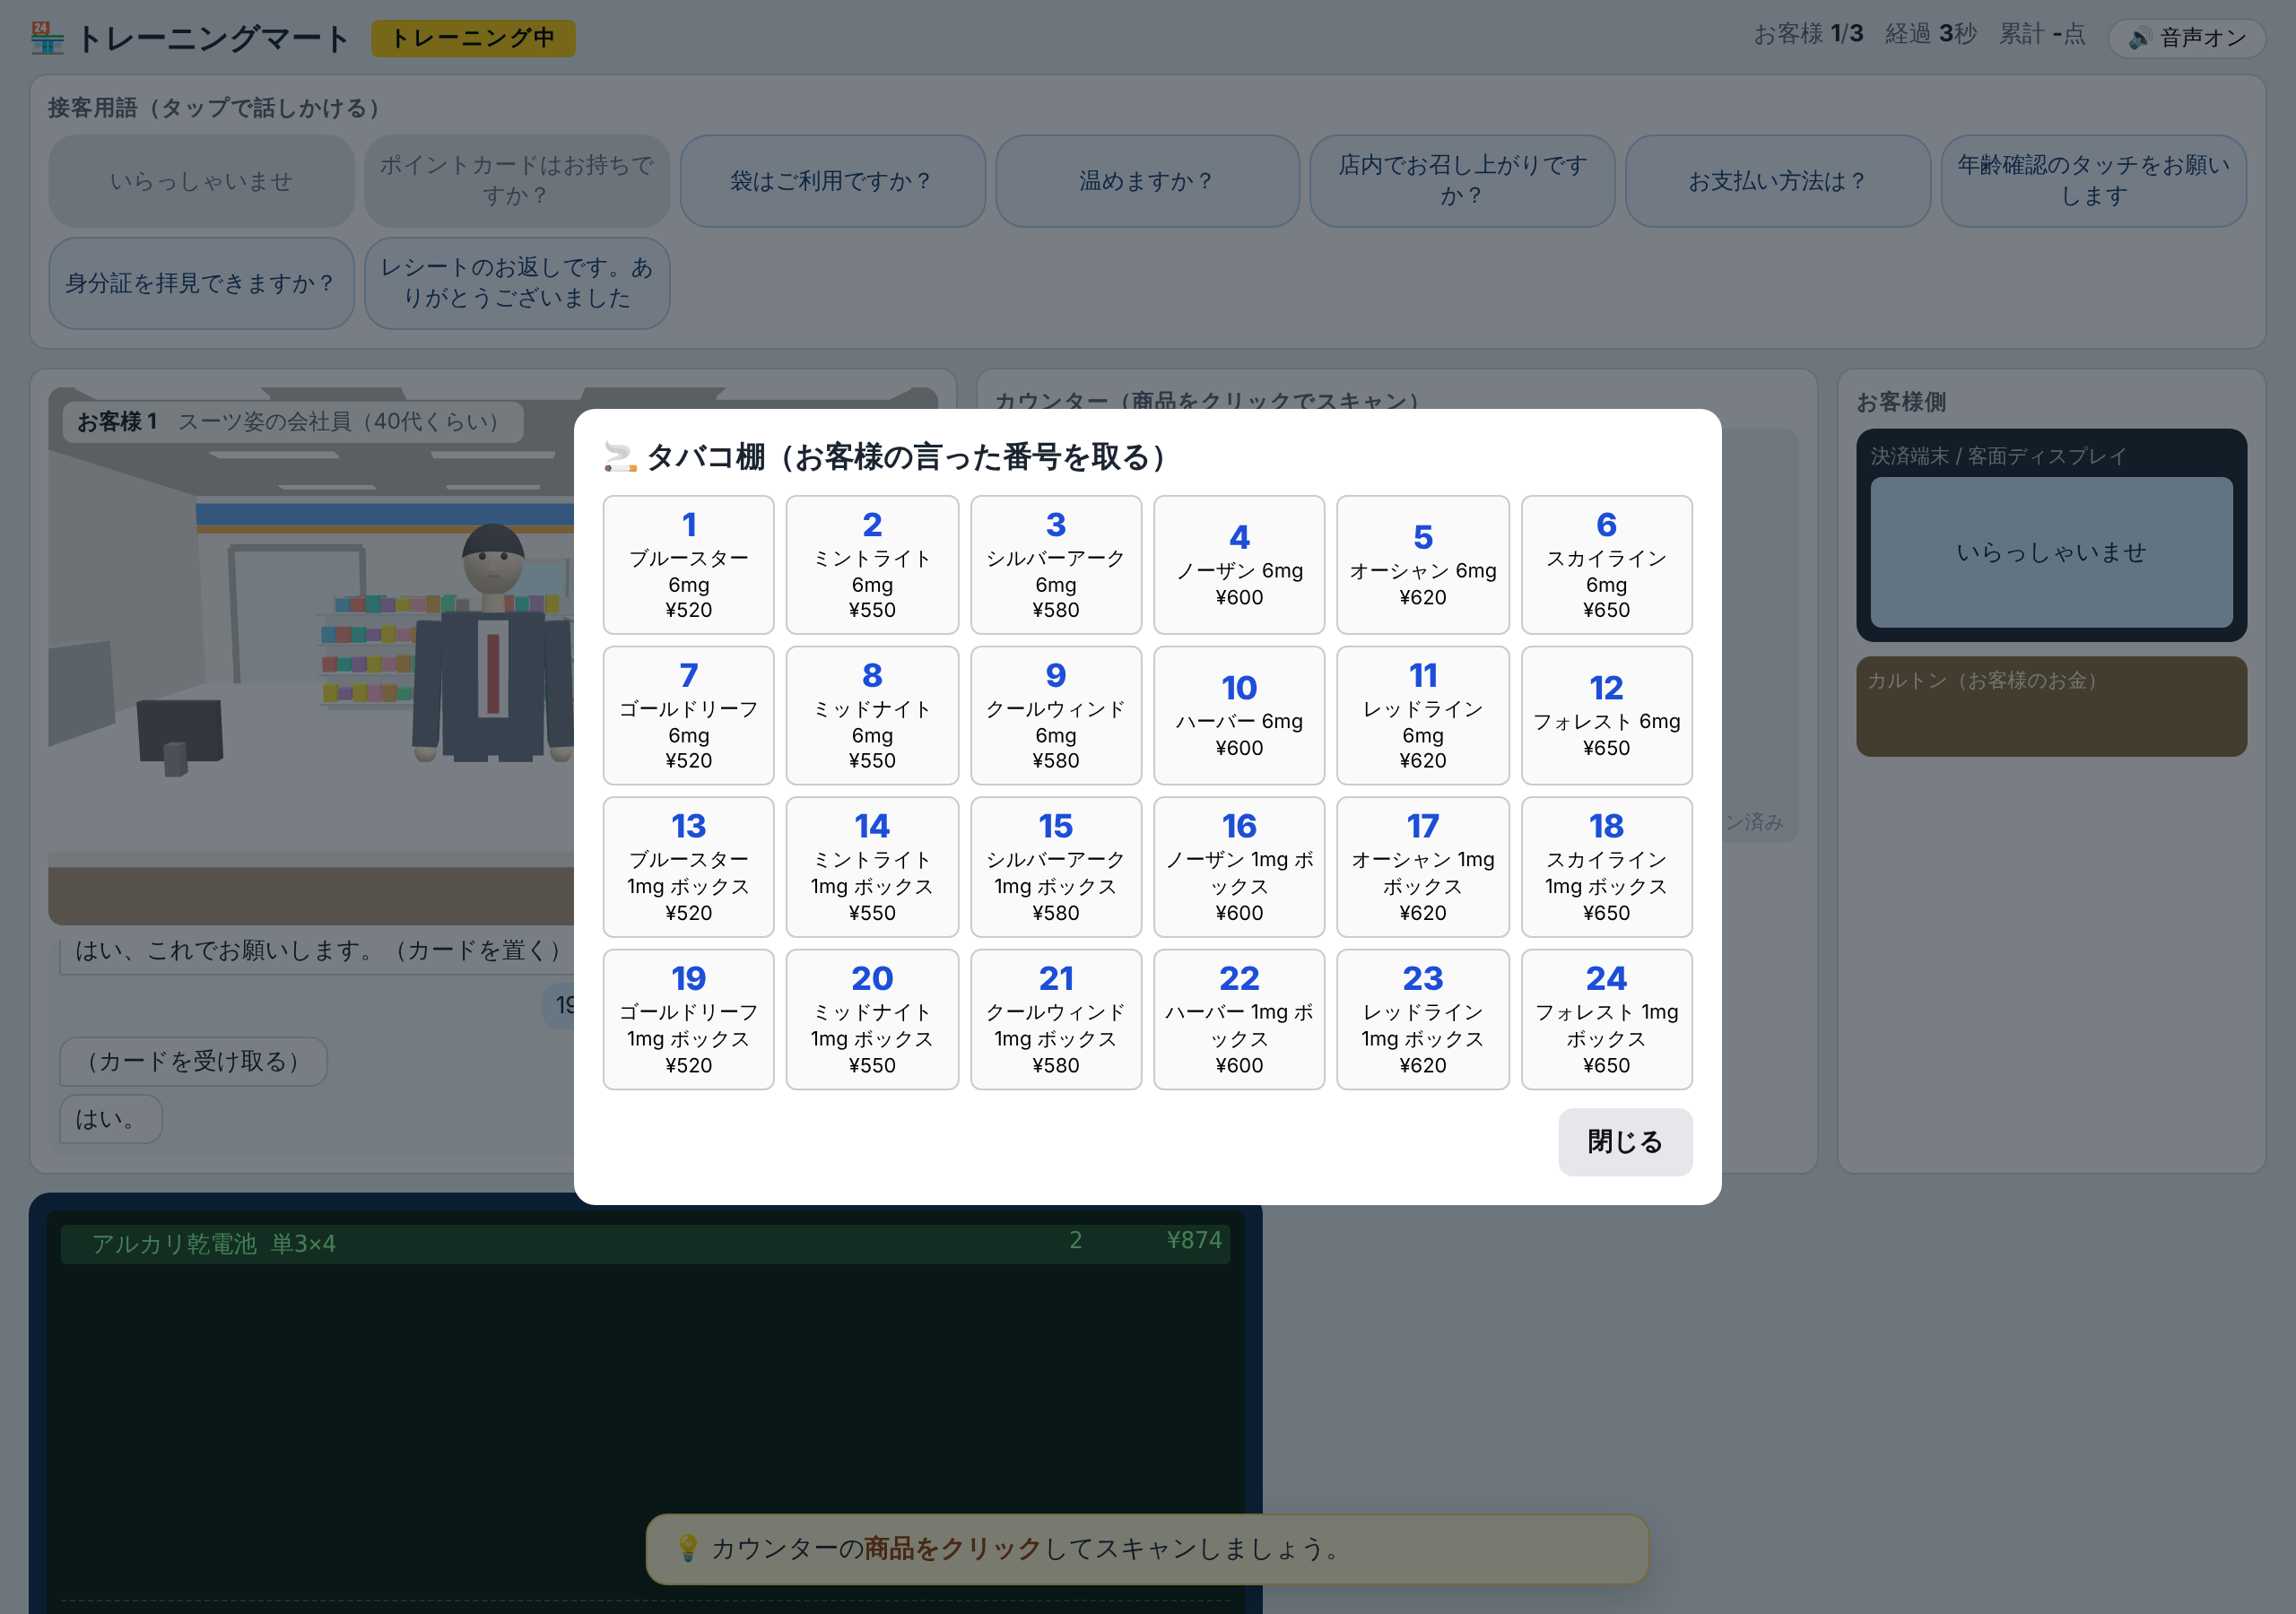 トレーニングマート
トレーニング中
お客様 1/3 経過 3秒 累計 -点
音声オン
接客用語（タップで話しかける）
いらっしゃいませ
ポイントカードはお持ちで
すか？
袋はご利用ですか？
温めますか？
店内でお召し上がりです
か？
お支払い方法は？
年齢確認のタッチをお願い
します
身分証を拝見できますか？
レシートのお返しです。あ
りがとうございました
お客様 1 スーツ姿の会社員（40代くらい）
はい、これでお願いします。（カードを置く）
19
（カードを受け取る）
はい。
カウンター（商品をクリックでスキャン）
ン済み
お客様側
決済端末 / 客面ディスプレイ
いらっしゃいませ
カルトン（お客様のお金）
タバコ棚（お客様の言った番号を取る）
1
ブルースター
6mg
¥520
2
ミントライト
6mg
¥550
3
シルバーアーク
6mg
¥580
4
ノーザン 6mg
¥600
5
オーシャン 6mg
¥620
6
スカイライン
6mg
¥650
7
ゴールドリーフ
6mg
¥520
8
ミッドナイト
6mg
¥550
9
クールウィンド
6mg
¥580
10
ハーバー 6mg
¥600
11
レッドライン
6mg
¥620
12
フォレスト 6mg
¥650
13
ブルースター
1mg ボックス
¥520
14
ミントライト
1mg ボックス
¥550
15
シルバーアーク
1mg ボックス
¥580
16
ノーザン 1mg ボ
ックス
¥600
17
オーシャン 1mg
ボックス
¥620
18
スカイライン
1mg ボックス
¥650
19
ゴールドリーフ
1mg ボックス
¥520
20
ミッドナイト
1mg ボックス
¥550
21
クールウィンド
1mg ボックス
¥580
22
ハーバー 1mg ボ
ックス
¥600
23
レッドライン
1mg ボックス
¥620
24
フォレスト 1mg
ボックス
¥650
閉じる
アルカリ乾電池 単3×4 2 ¥874
カウンターの商品をクリックしてスキャンしましょう。